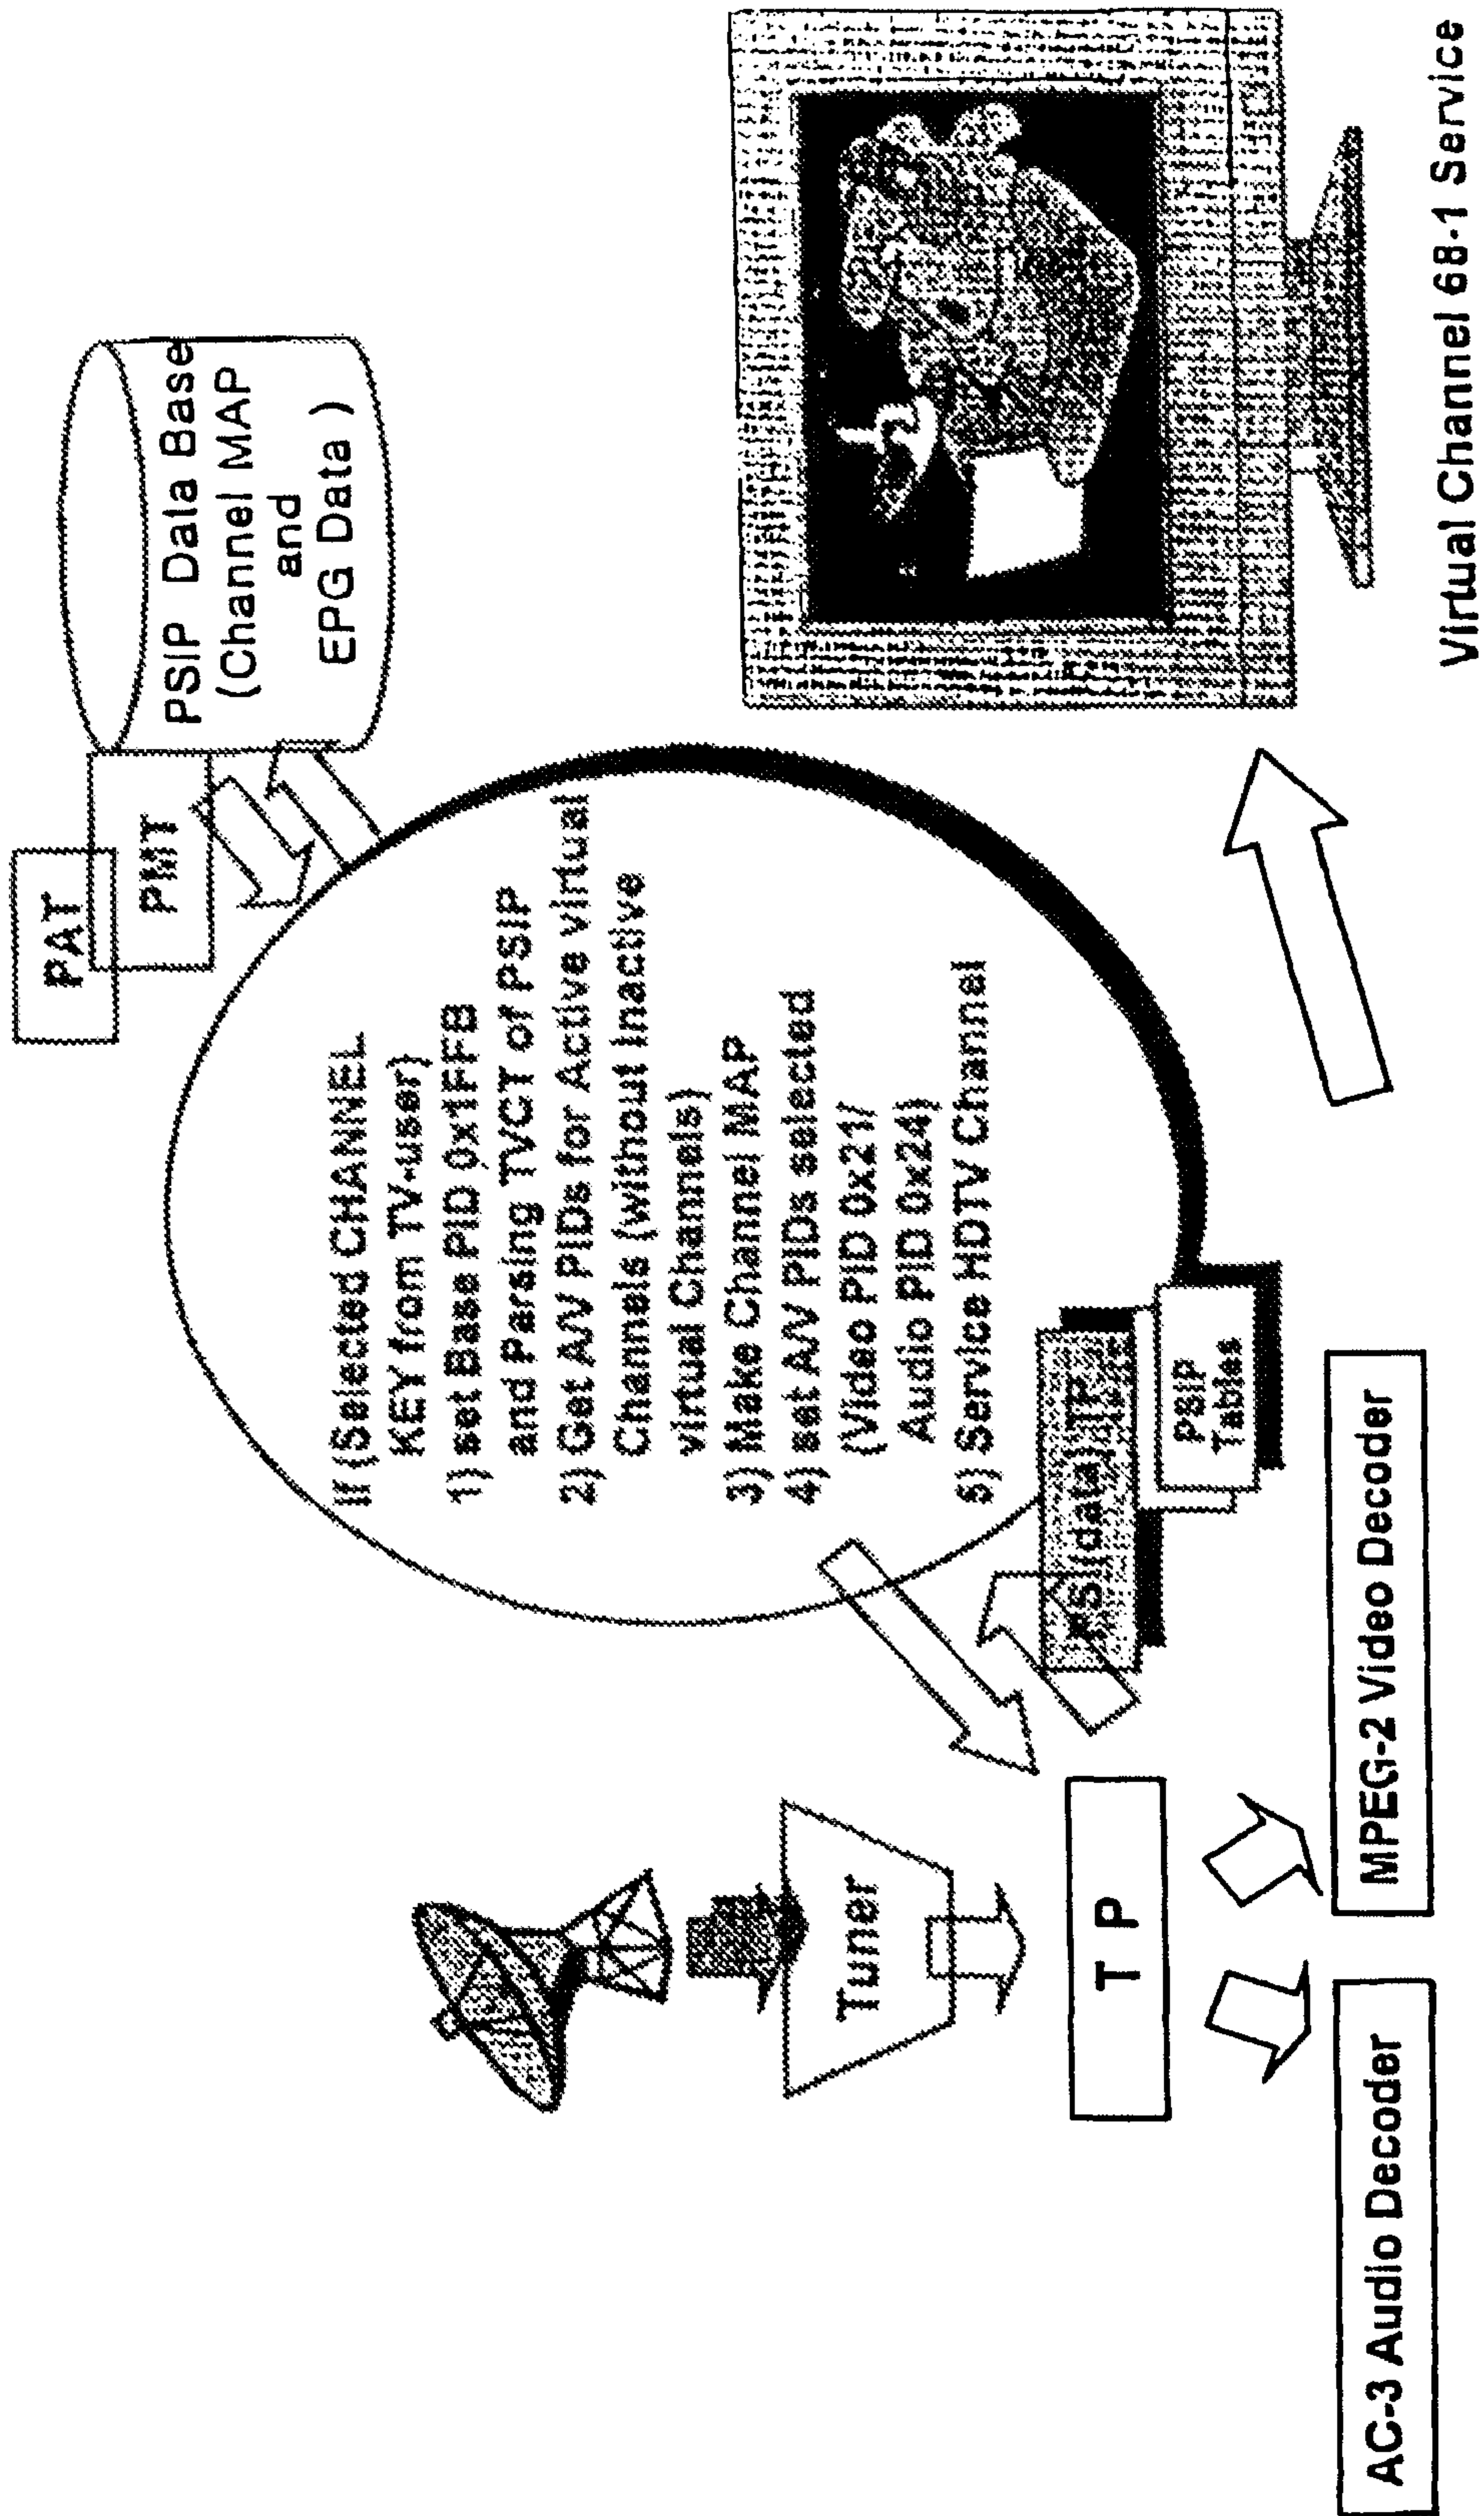 PAT
PMT
PSIP Data Base
(Channel MAP
and
EPG Data )
If (Selected CHANNEL
KEY from TV-user)
1) set Base PID 0x1FFB
and Parsing TVCT of PSIP
2) Get A/V PIDs for Active virtual
Channels (without Inactive
virtual Channels)
3) Make Channel MAP
4) set A/V PIDs selected
(Video PID 0x21/
Audio PID 0x24)
5) Service HDTV Channel
Tuner
T P
PSIP
Tables
AC-3 Audio Decoder
MPEG-2 Video Decoder
Virtual Channel 68-1 Service